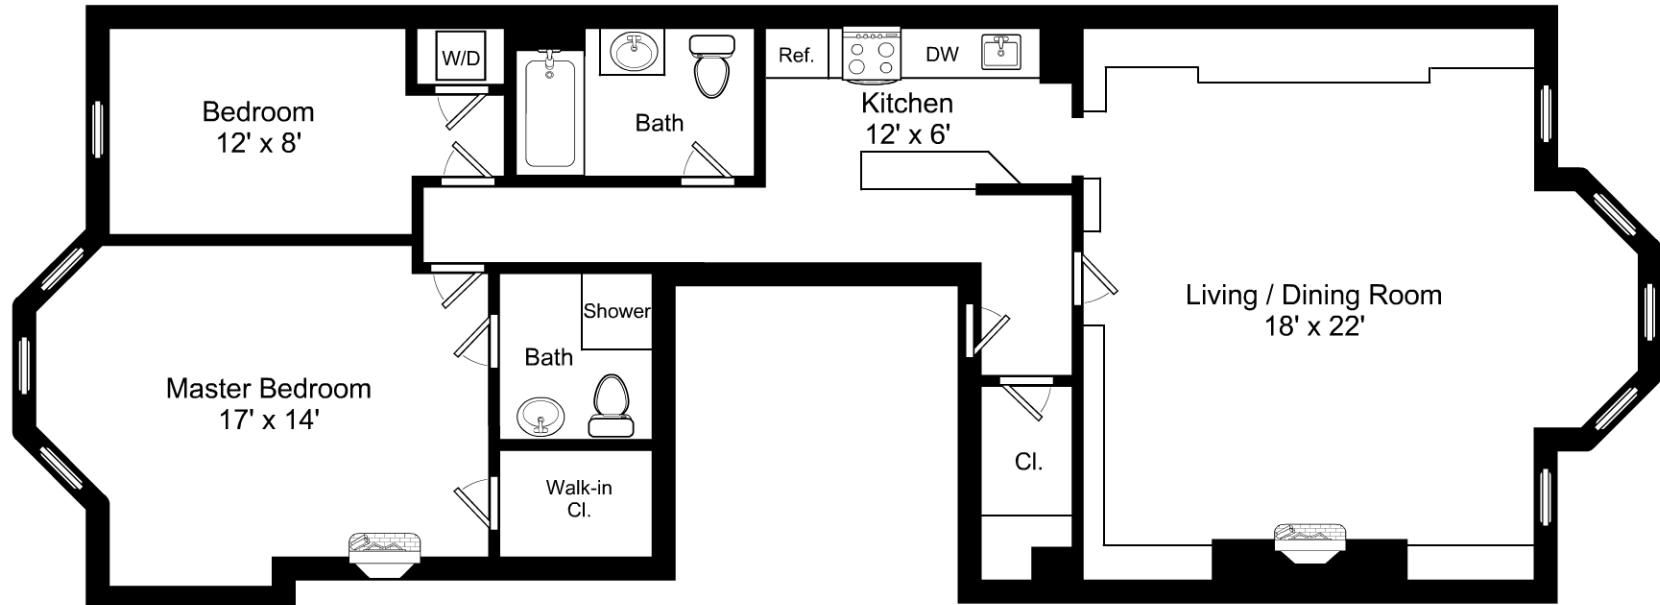 W/D
Bedroom
12' x 8'
Bath
Ref.
DW
Kitchen
12' x 6'
Living / Dining Room
18' x 22'
Master Bedroom
17' x 14'
Shower
Bath
Walk-in
Cl.
Cl.